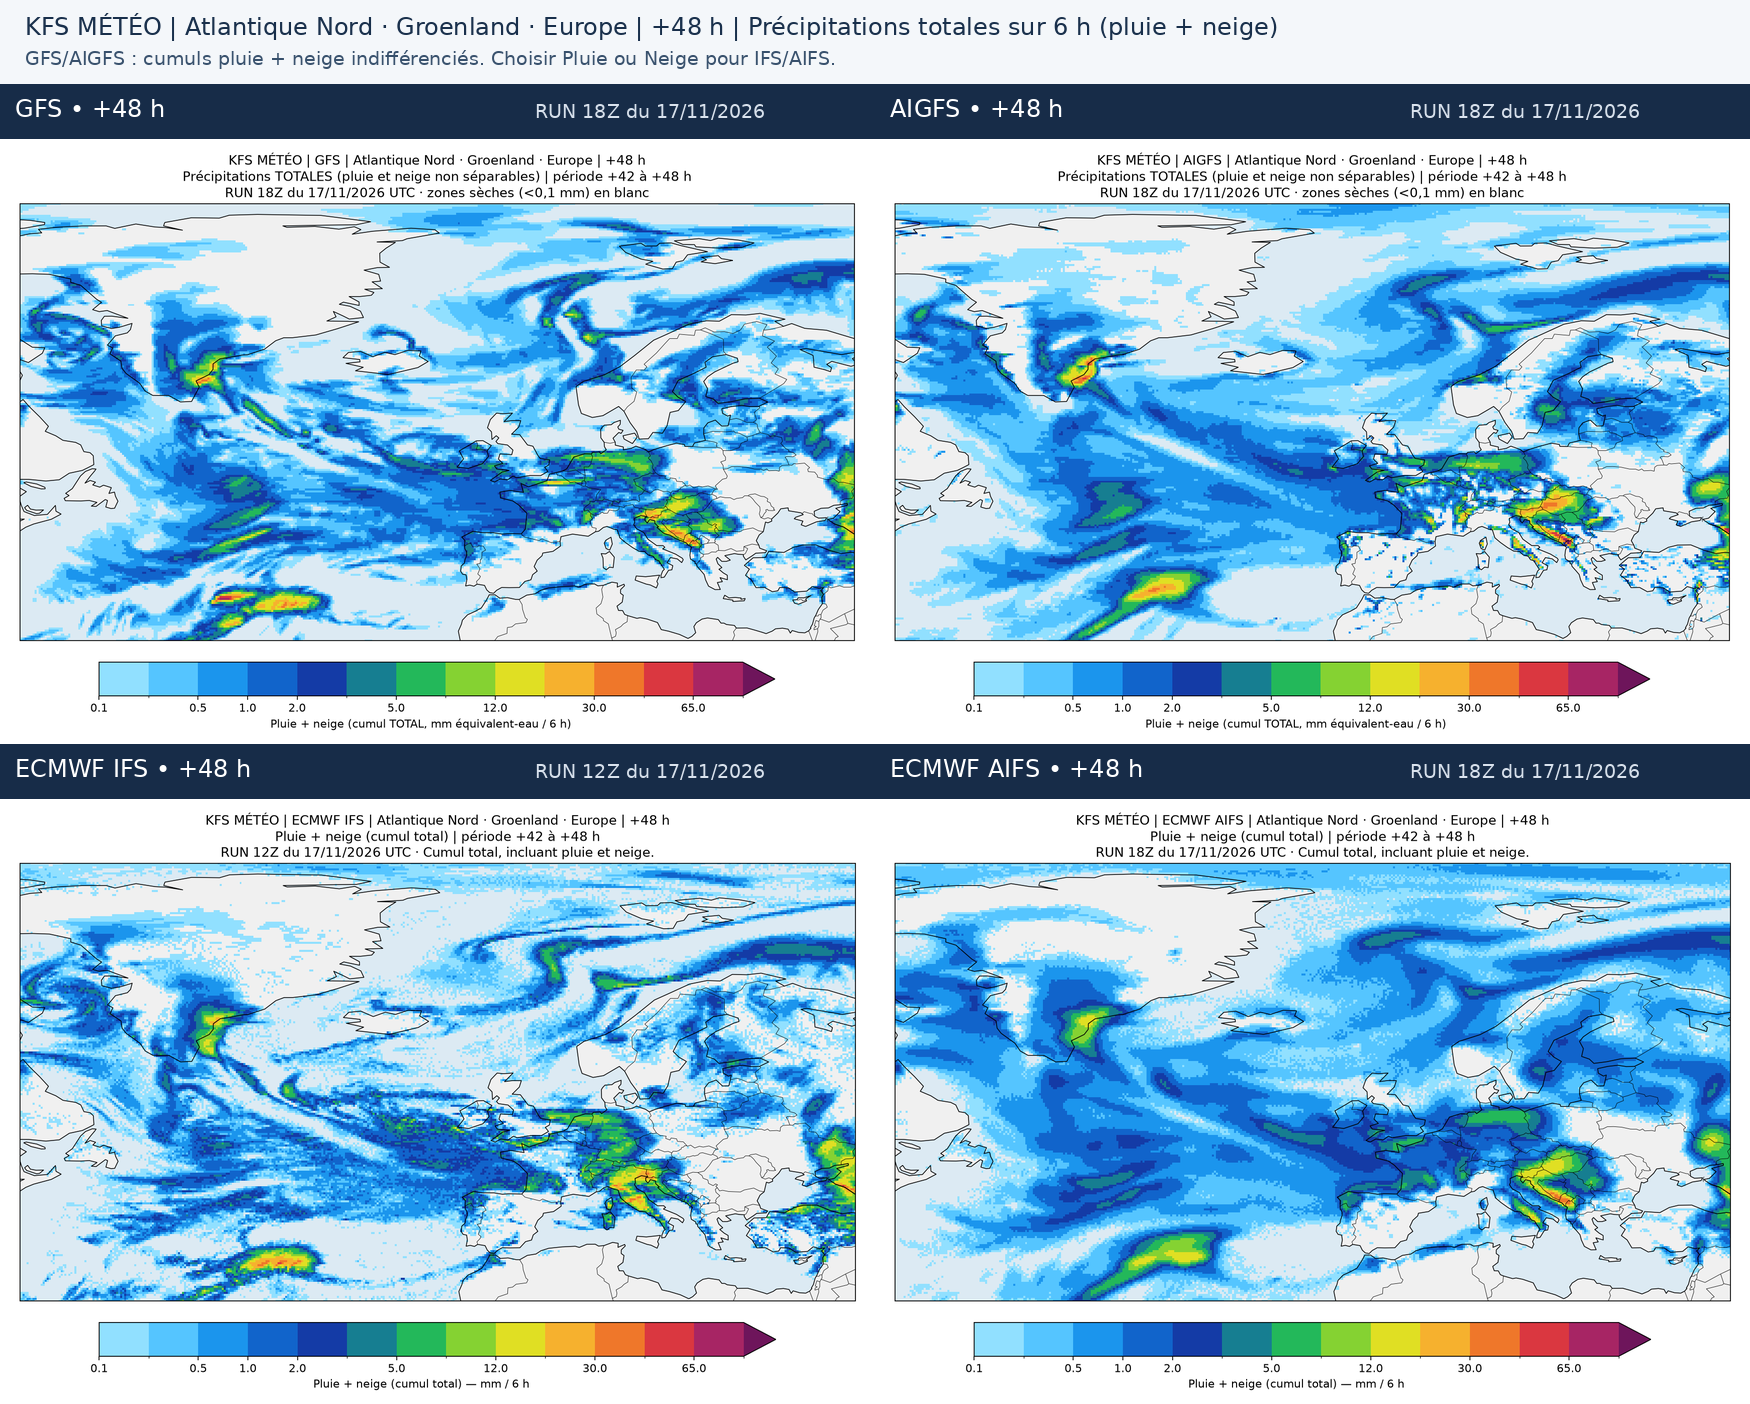 KFS MÉTÉO | Atlantique Nord · Groenland · Europe | +48 h | Précipitations totales sur 6 h (pluie + neige)
GFS/AIGFS : cumuls pluie + neige indifférenciés. Choisir Pluie ou Neige pour IFS/AIFS.
GFS • +48 h
RUN 18Z du 17/11/2026
KFS MÉTÉO | GFS | Atlantique Nord · Groenland · Europe | +48 h
Précipitations TOTALES (pluie et neige non séparables) | période +42 à +48 h
RUN 18Z du 17/11/2026 UTC · zones sèches (<0,1 mm) en blanc
0.1 0.5 1.0 2.0 5.0 12.0 30.0 65.0
Pluie + neige (cumul TOTAL, mm équivalent-eau / 6 h)
AIGFS • +48 h
RUN 18Z du 17/11/2026
KFS MÉTÉO | AIGFS | Atlantique Nord · Groenland · Europe | +48 h
Précipitations TOTALES (pluie et neige non séparables) | période +42 à +48 h
RUN 18Z du 17/11/2026 UTC · zones sèches (<0,1 mm) en blanc
0.1 0.5 1.0 2.0 5.0 12.0 30.0 65.0
Pluie + neige (cumul TOTAL, mm équivalent-eau / 6 h)
ECMWF IFS • +48 h
RUN 12Z du 17/11/2026
KFS MÉTÉO | ECMWF IFS | Atlantique Nord · Groenland · Europe | +48 h
Pluie + neige (cumul total) | période +42 à +48 h
RUN 12Z du 17/11/2026 UTC · Cumul total, incluant pluie et neige.
0.1 0.5 1.0 2.0 5.0 12.0 30.0 65.0
Pluie + neige (cumul total) — mm / 6 h
ECMWF AIFS • +48 h
RUN 18Z du 17/11/2026
KFS MÉTÉO | ECMWF AIFS | Atlantique Nord · Groenland · Europe | +48 h
Pluie + neige (cumul total) | période +42 à +48 h
RUN 18Z du 17/11/2026 UTC · Cumul total, incluant pluie et neige.
0.1 0.5 1.0 2.0 5.0 12.0 30.0 65.0
Pluie + neige (cumul total) — mm / 6 h